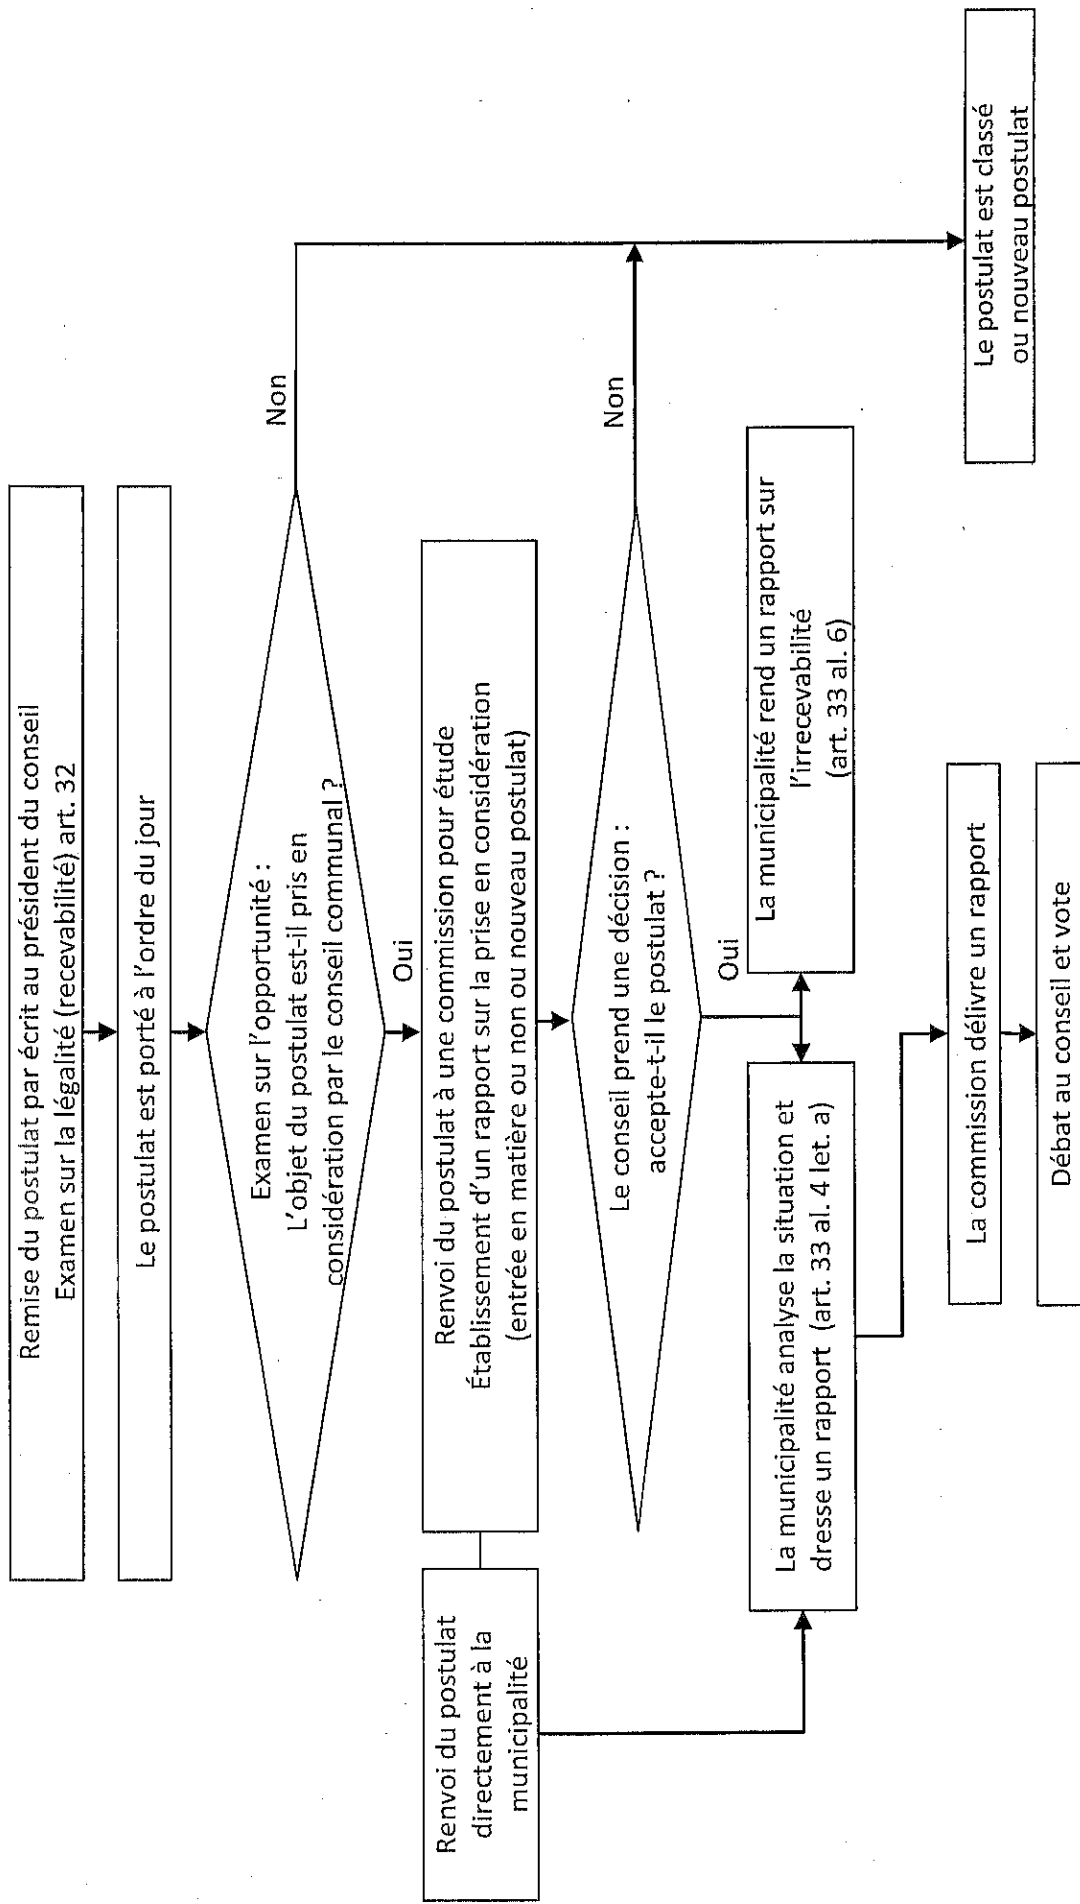 Remise du postulat par écrit au président du conseil
Examen sur la légalité (recevabilité) art. 32
Le postulat est porté à l'ordre du jour
Examen sur l'opportunité :
L'objet du postulat est-il pris en
considération par le conseil communal ?
Non
Oui
Renvoi du postulat directement à la
municipalité
Renvoi du postulat à une commission pour étude
Établissement d'un rapport sur la prise en considération
(entrée en matière ou non ou nouveau postulat)
Le conseil prend une décision :
accepte-t-il le postulat ?
Non
Oui
La municipalité analyse la situation et
dresse un rapport (art. 33 al. 4 let. a)
La municipalité rend un rapport sur
l'irrecevabilité
(art. 33 al. 6)
La commission délivre un rapport
Débat au conseil et vote
Le postulat est classé
ou nouveau postulat